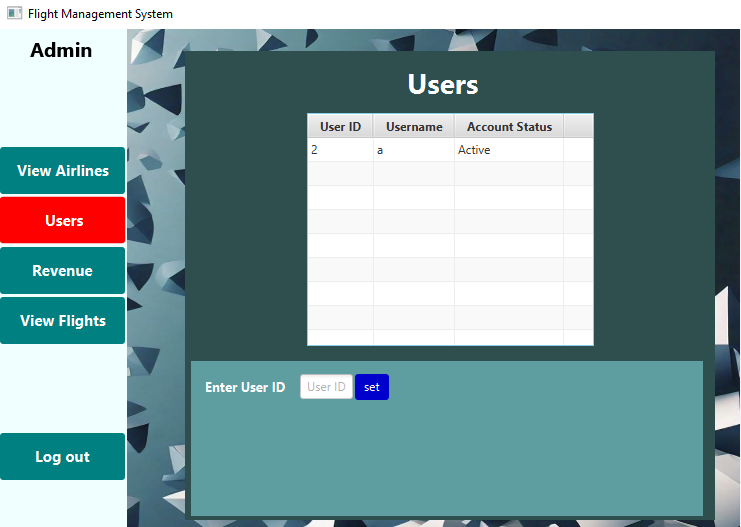 Flight Management System
Admin
View Airlines
Users
Revenue
View Flights
Log out
Users
User ID Username Account Status
2 a Active
Enter User ID User ID set